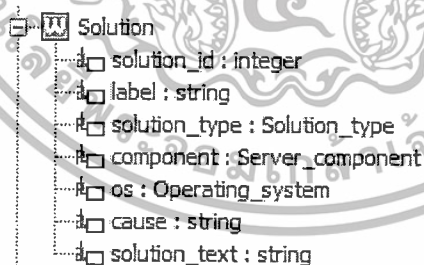 Solution
solution_id : integer
label : string
solution_type : Solution_type
component : Server_component
os : Operating_system
cause : string
solution_text : string